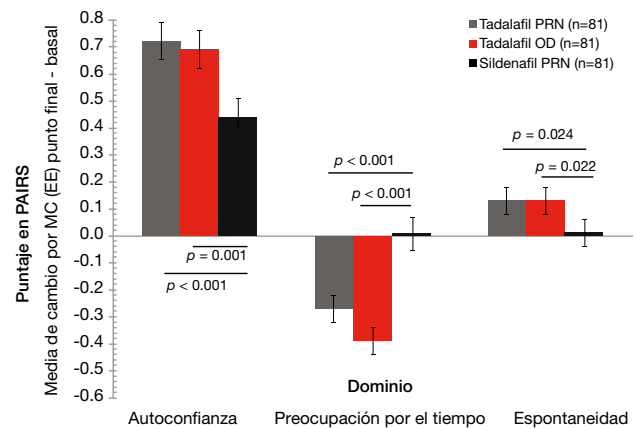 Tadalafil PRN (n=81)
Tadalafil OD (n=81)
Sildenafil PRN (n=81)
Puntaje en PAIRS
Media de cambio por MC (EE) punto final - basal
0.8
0.7
0.6
0.5
0.4
0.3
0.2
0.1
0.0
-0.1
-0.2
-0.3
-0.4
-0.5
-0.6
p = 0.001
p < 0.001
p < 0.001
p < 0.001
p = 0.024
p = 0.022
Dominio
Autoconfianza
Preocupación por el tiempo
Espontaneidad